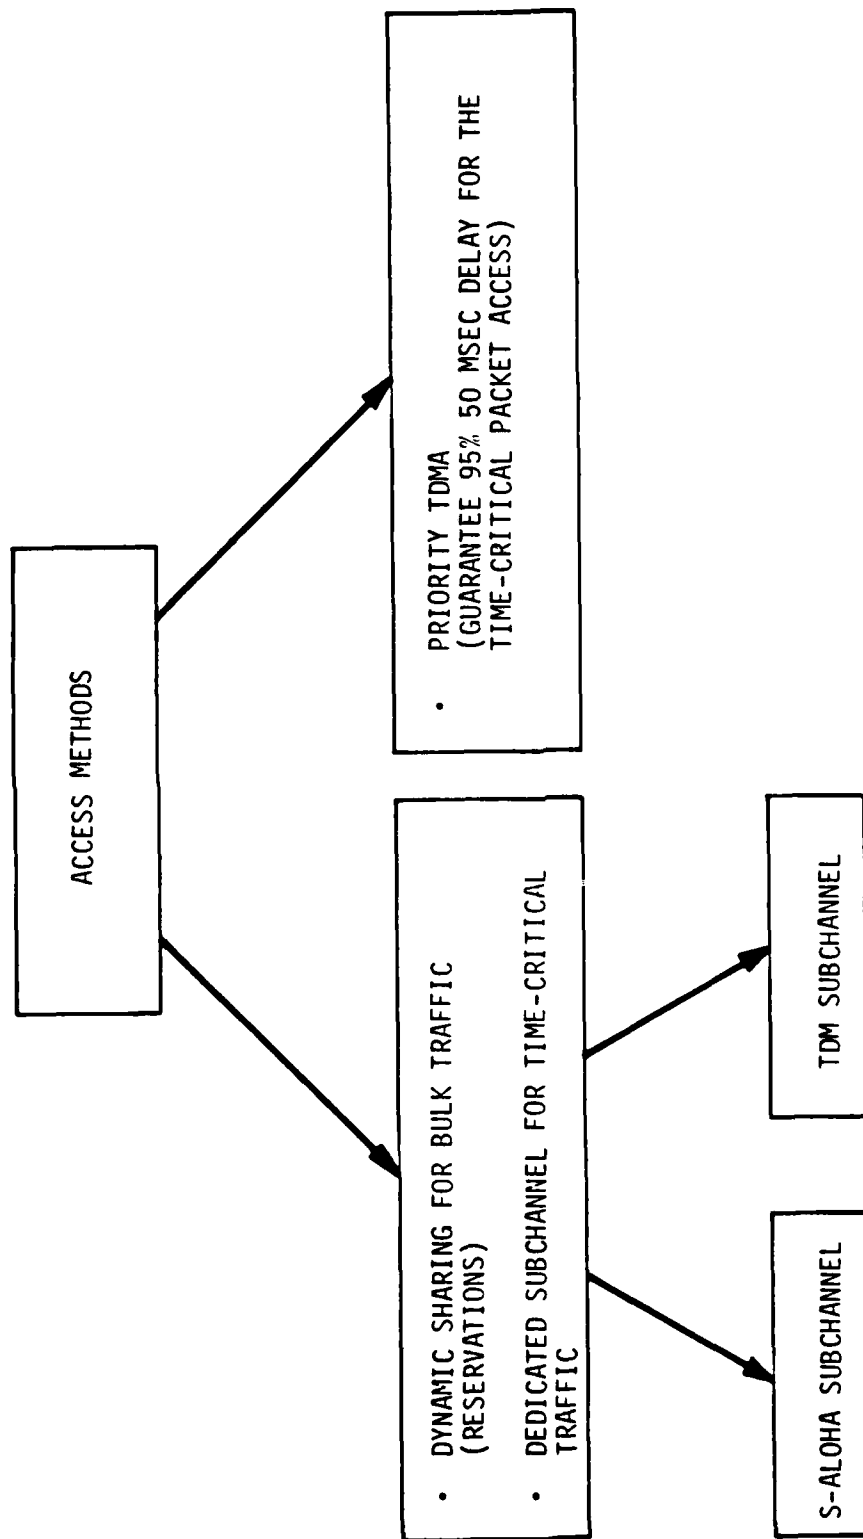 ACCESS METHODS
• DYNAMIC SHARING FOR BULK TRAFFIC
(RESERVATIONS)
• DEDICATED SUBCHANNEL FOR TIME-CRITICAL
TRAFFIC
• PRIORITY TDMA
(GUARANTEE 95% 50 MSEC DELAY FOR THE
TIME-CRITICAL PACKET ACCESS)
S-ALOHA SUBCHANNEL
TDM SUBCHANNEL